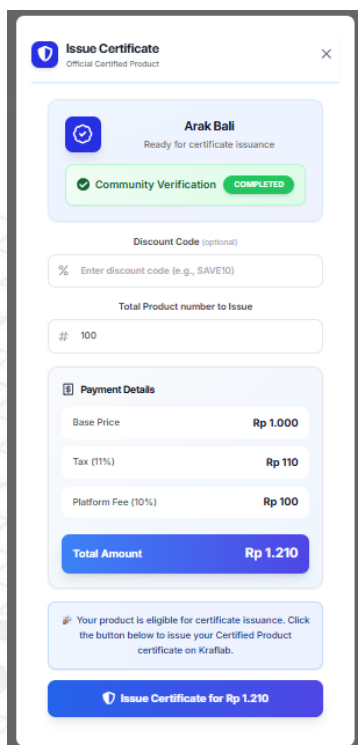 Issue Certificate
Official Certified Product
Arak Bali
Ready for certificate issuance
Community Verification COMPLETED
Discount Code (optional)
% Enter discount code (e.g., SAVE10)
Total Product number to Issue
# 100
Payment Details
Base Price Rp 1.000
Tax (11%) Rp 110
Platform Fee (10%) Rp 100
Total Amount Rp 1.210
🎉 Your product is eligible for certificate issuance. Click
the button below to issue your Certified Product
certificate on Kraflab.
Issue Certificate for Rp 1.210